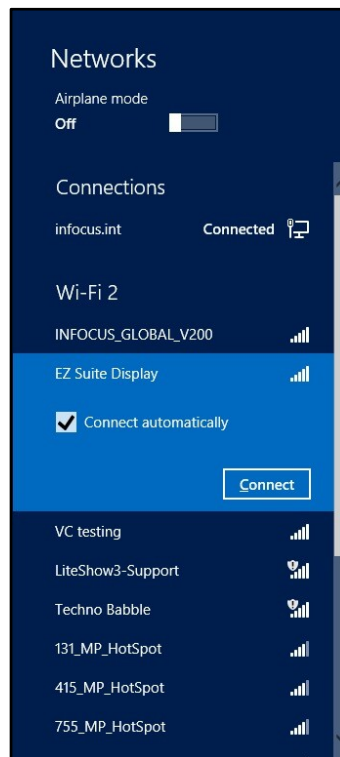 Networks
Airplane mode
Off
Connections
infocus.int Connected
Wi-Fi 2
INFOCUS_GLOBAL_V200
EZ Suite Display
Connect automatically
Connect
VC testing
LiteShow3-Support
Techno Babble
131_MP_HotSpot
415_MP_HotSpot
755_MP_HotSpot